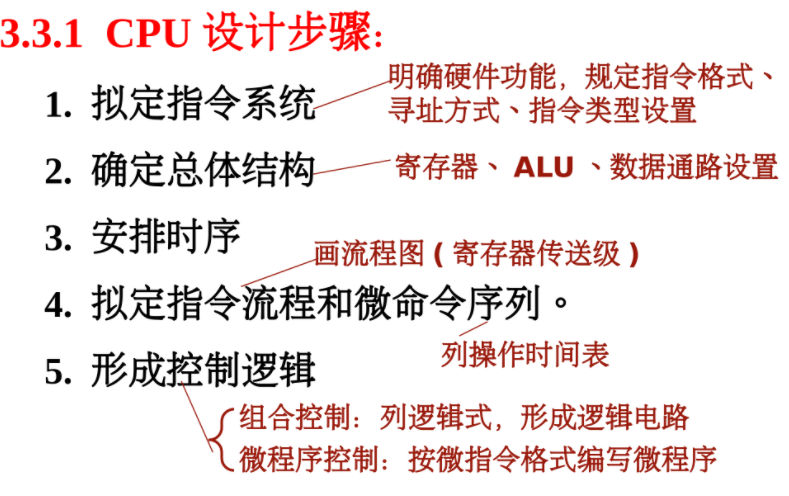 3.3.1 CPU 设计步骤:
明确硬件功能，规定指令格式、
1. 拟定指令系统
寻址方式、指令类型设置
2. 确定总体结构
寄存器、 ALU 、数据通路设置
3. 安排时序
画流程图 ( 寄存器传送级 )
4. 拟定指令流程和微命令序列。
列操作时间表
5. 形成控制逻辑
组合控制：列逻辑式，形成逻辑电路
微程序控制：按微指令格式编写微程序